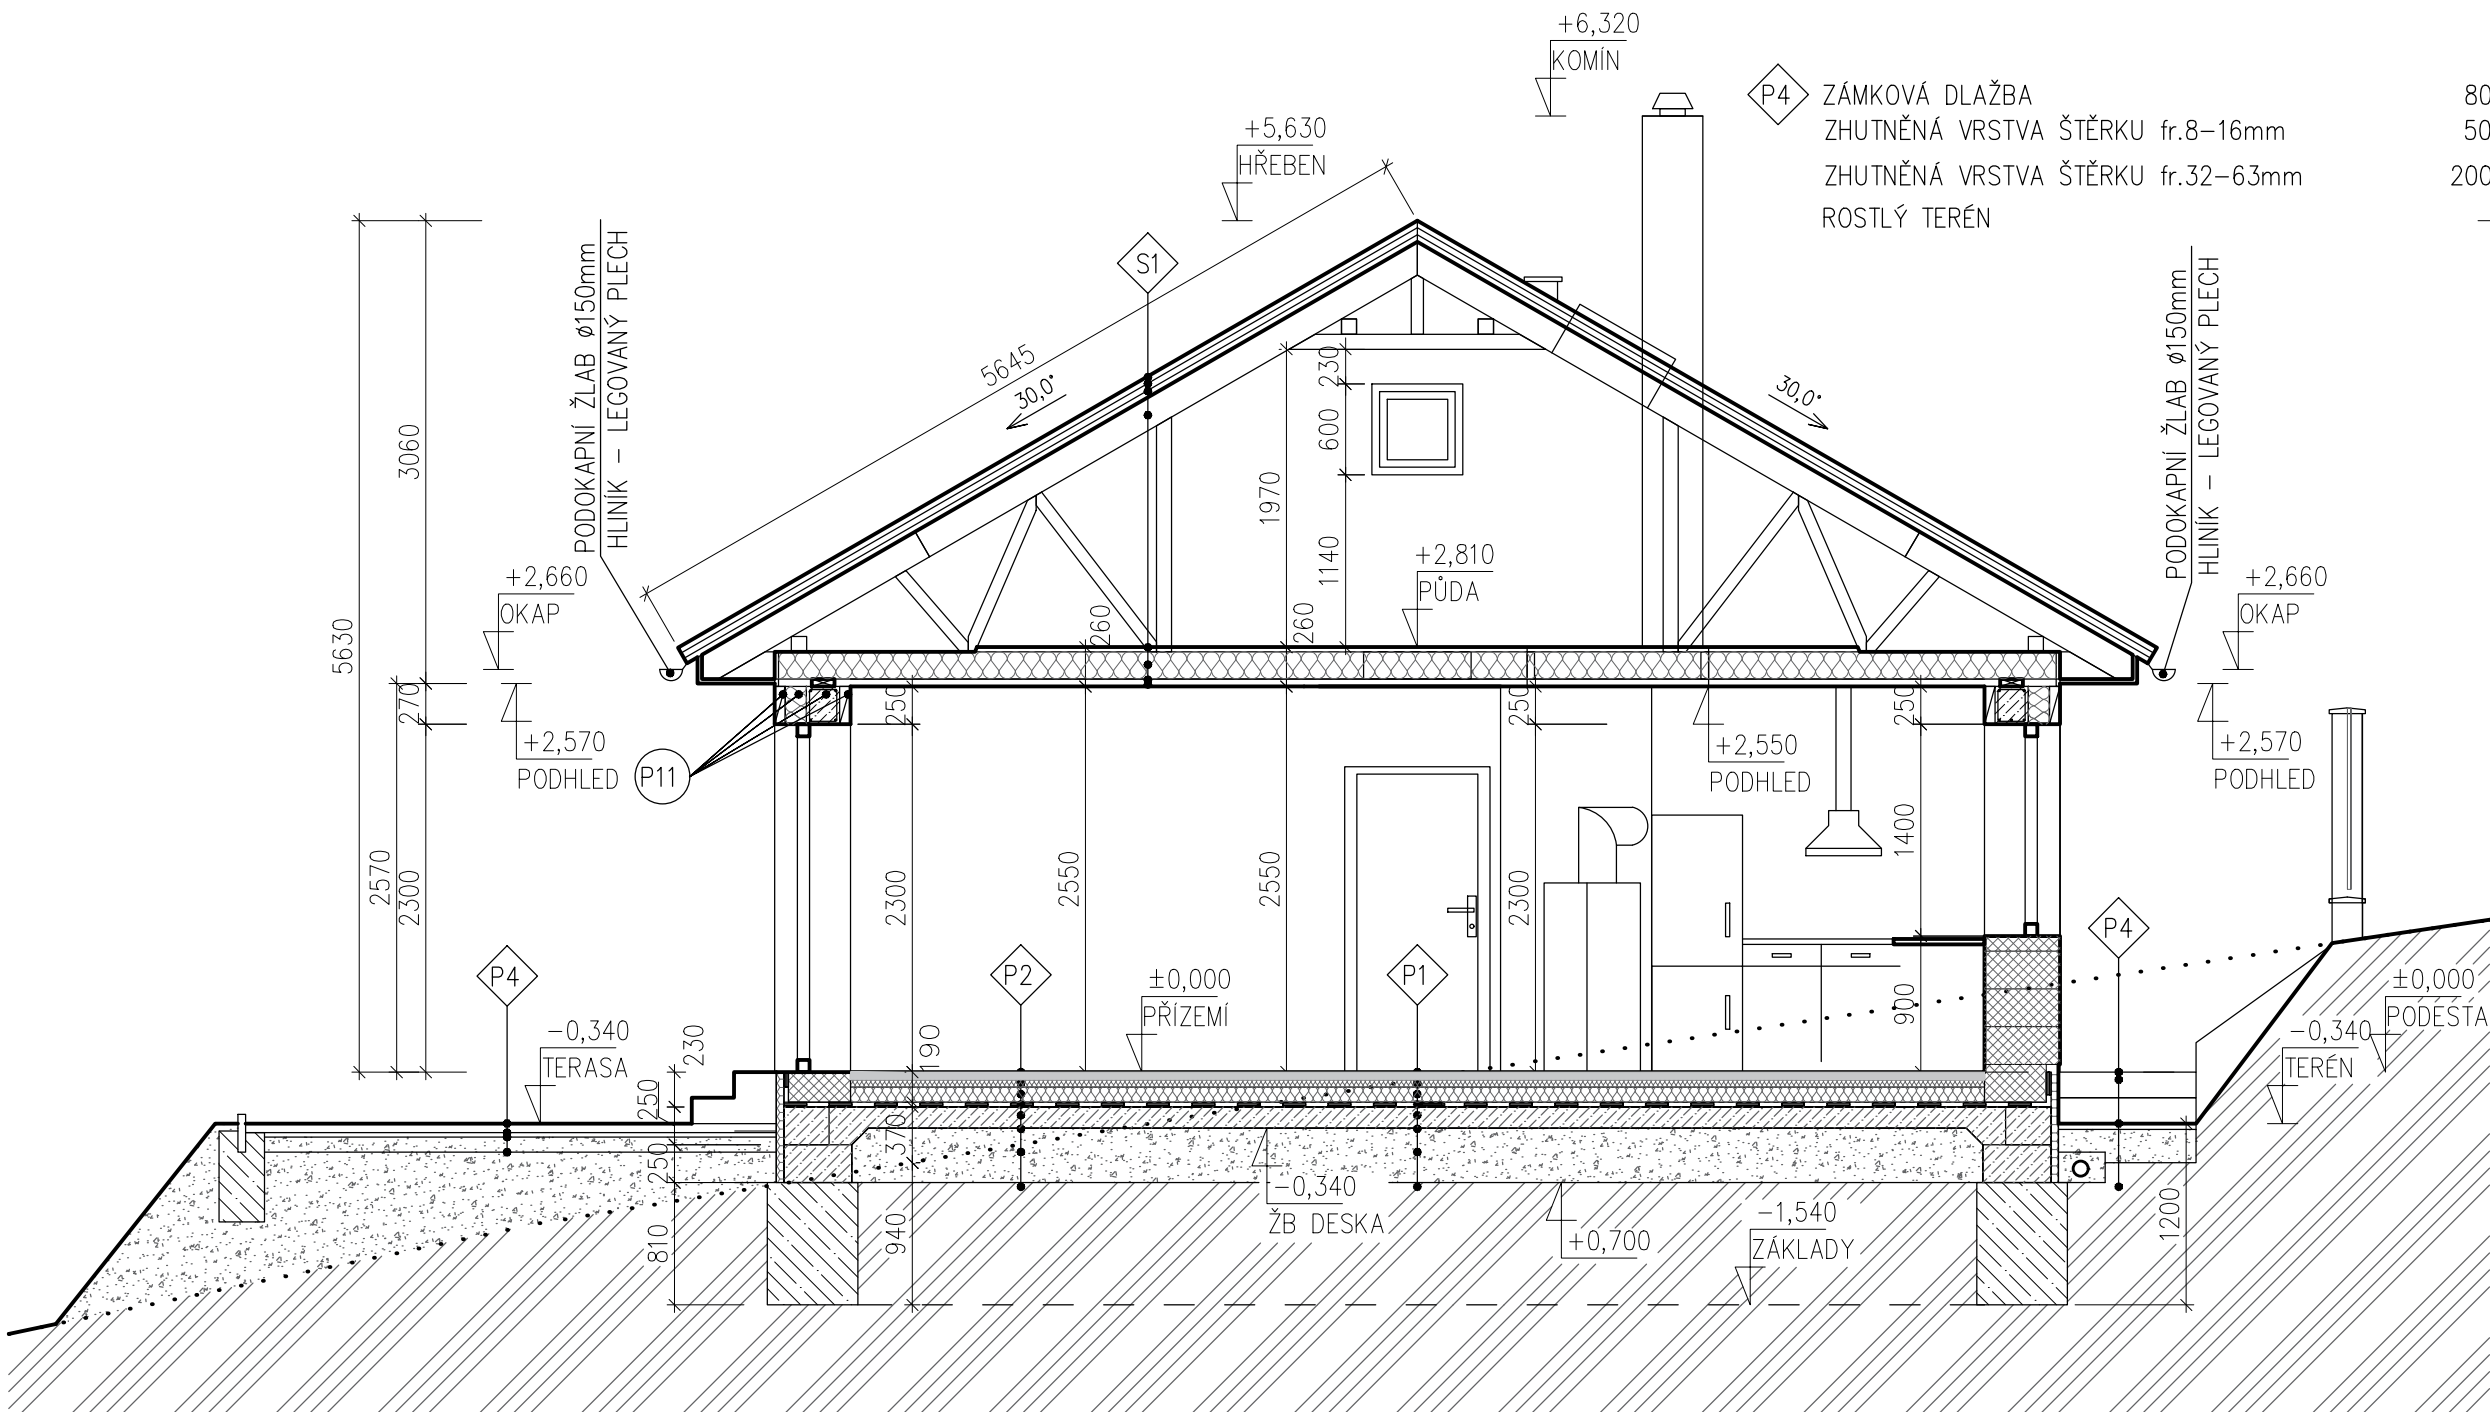 +6,320
KOMÍN
P4 ZÁMKOVÁ DLAŽBA 80
ZHUTNĚNÁ VRSTVA ŠTĚRKU fr.8-16mm 50
ZHUTNĚNÁ VRSTVA ŠTĚRKU fr.32-63mm 200
ROSTLÝ TERÉN -
+5,630
HŘEBEN
S1
PODOKAPNÍ ŽLAB ø150mm
HLINÍK - LEGOVANÝ PLECH
PODOKAPNÍ ŽLAB ø150mm
HLINÍK - LEGOVANÝ PLECH
5645
30,0°
30,0°
3060
5630
270
2570
2300
230
600
1970
1140
260
260
+2,810
PŮDA
+2,660
OKAP
+2,660
OKAP
+2,570
PODHLED
P11
250
250
250
+2,550
PODHLED
+2,570
PODHLED
2300
2550
2550
2300
1400
900
P4
P2
P1
P4
-0,340
TERASA
±0,000
PŘÍZEMÍ
±0,000
PODESTA
-0,340
TERÉN
230
250
250
810
190
370
940
-0,340
ŽB DESKA
+0,700
-1,540
ZÁKLADY
1200